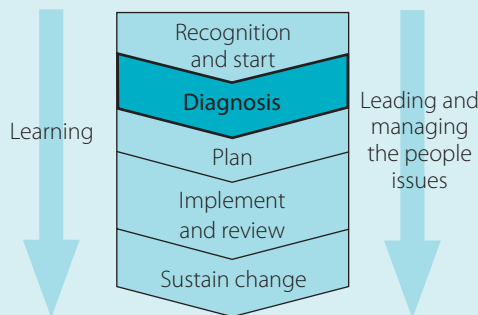 Recognition
and start
Diagnosis
Learning
Leading and
managing
the people
issues
Plan
Implement
and review
Sustain change